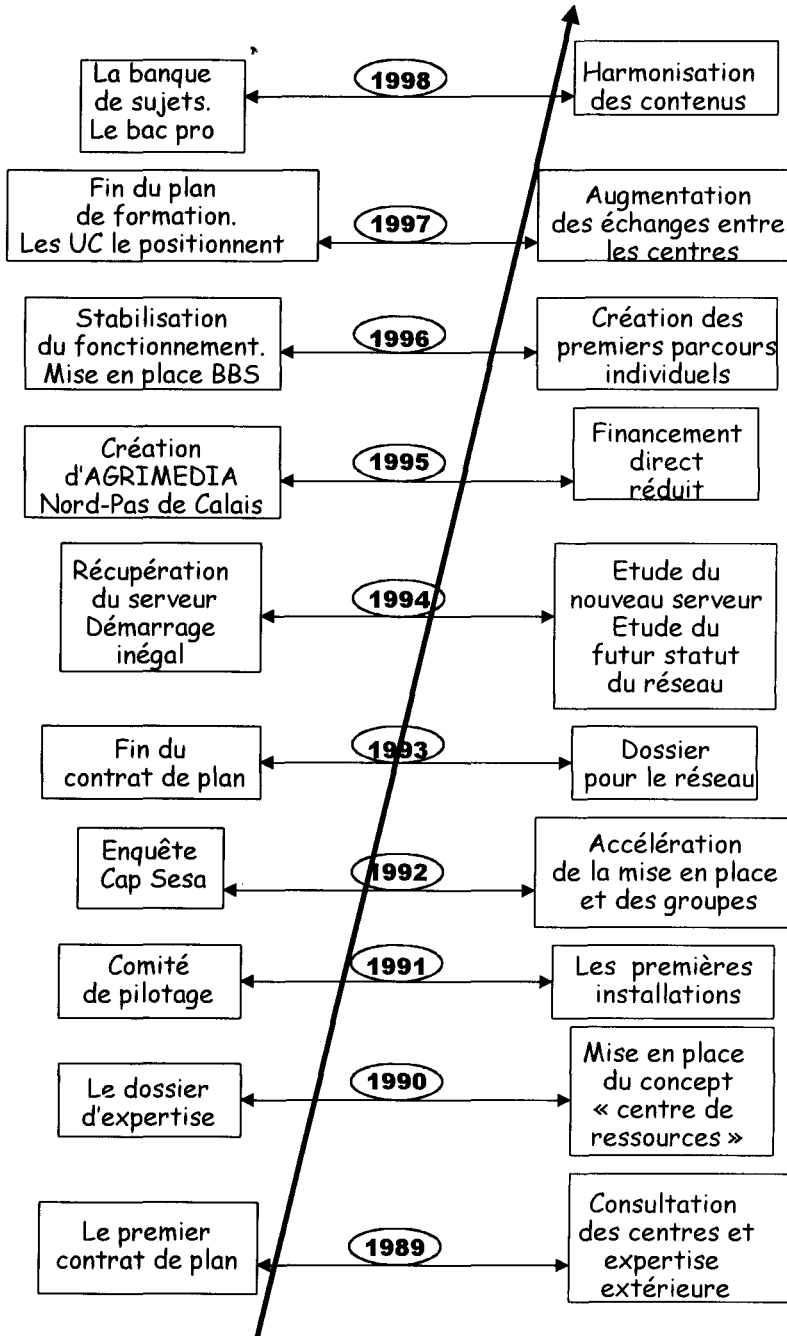 La banque
de sujets.
Le bac pro
1998
Harmonisation
des contenus
Fin du plan
de formation.
Les UC le positionnent
1997
Augmentation
des échanges entre
les centres
Stabilisation
du fonctionnement.
Mise en place BBS
1996
Création des
premiers parcours
individuels
Création
d'AGRIMEDIA
Nord-Pas de Calais
1995
Financement
direct
réduit
Récupération
du serveur
Démarrage
inégal
1994
Etude du
nouveau serveur
Etude du
futur statut
du réseau
Fin du
contrat de plan
1993
Dossier
pour le réseau
Enquête
Cap Sesa
1992
Accélération
de la mise en place
et des groupes
Comité
de pilotage
1991
Les premières
installations
Le dossier
d'expertise
1990
Mise en place
du concept
« centre de
ressources »
Le premier
contrat de plan
1989
Consultation
des centres et
expertise
extérieure